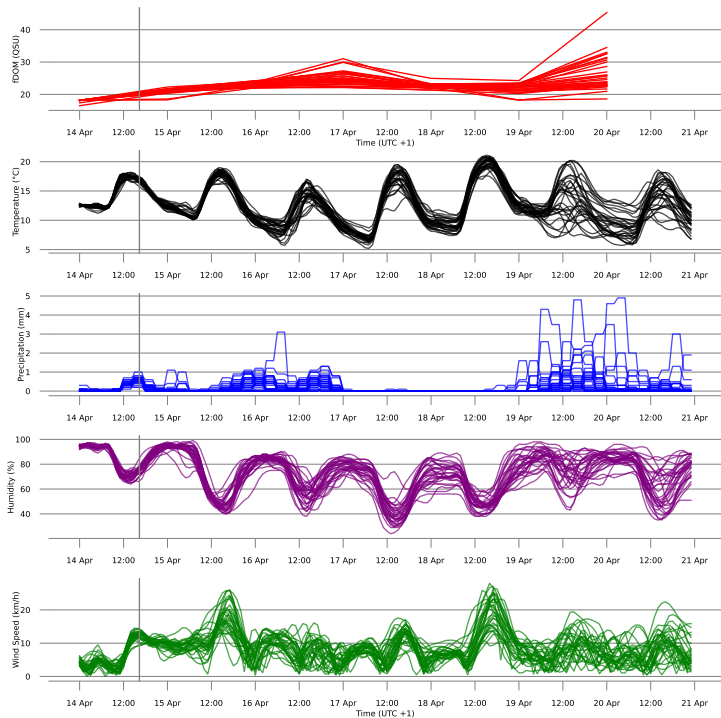 fDOM (QSU)
40
30
20
14 Apr 12:00 15 Apr 12:00 16 Apr 12:00 17 Apr 12:00 18 Apr 12:00 19 Apr 12:00 20 Apr 12:00 21 Apr
Time (UTC +1)
Temperature (°C)
20
15
10
5
14 Apr 12:00 15 Apr 12:00 16 Apr 12:00 17 Apr 12:00 18 Apr 12:00 19 Apr 12:00 20 Apr 12:00 21 Apr
Precipitation (mm)
5
4
3
2
1
0
14 Apr 12:00 15 Apr 12:00 16 Apr 12:00 17 Apr 12:00 18 Apr 12:00 19 Apr 12:00 20 Apr 12:00 21 Apr
Humidity (%)
100
80
60
40
14 Apr 12:00 15 Apr 12:00 16 Apr 12:00 17 Apr 12:00 18 Apr 12:00 19 Apr 12:00 20 Apr 12:00 21 Apr
Wind Speed (km/h)
20
10
0
14 Apr 12:00 15 Apr 12:00 16 Apr 12:00 17 Apr 12:00 18 Apr 12:00 19 Apr 12:00 20 Apr 12:00 21 Apr
Time (UTC +1)